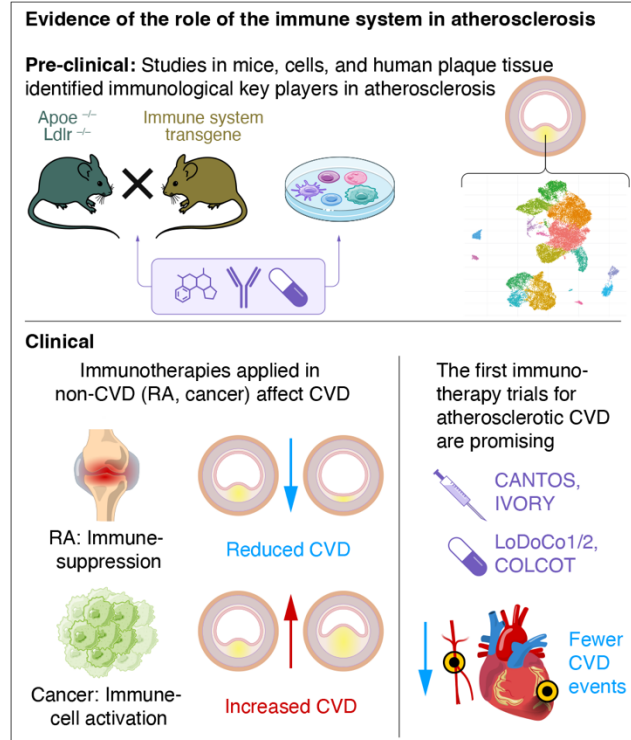 Evidence of the role of the immune system in atherosclerosis
Pre-clinical: Studies in mice, cells, and human plaque tissue
identified immunological key players in atherosclerosis
Apoe –/–
Ldlr –/–
Immune system
transgene
Clinical
Immunotherapies applied in
non-CVD (RA, cancer) affect CVD
RA: Immune-
suppression
Reduced CVD
Cancer: Immune-
cell activation
Increased CVD
The first immuno-
therapy trials for
atherosclerotic CVD
are promising
CANTOS,
IVORY
LoDoCo1/2,
COLCOT
Fewer
CVD
events